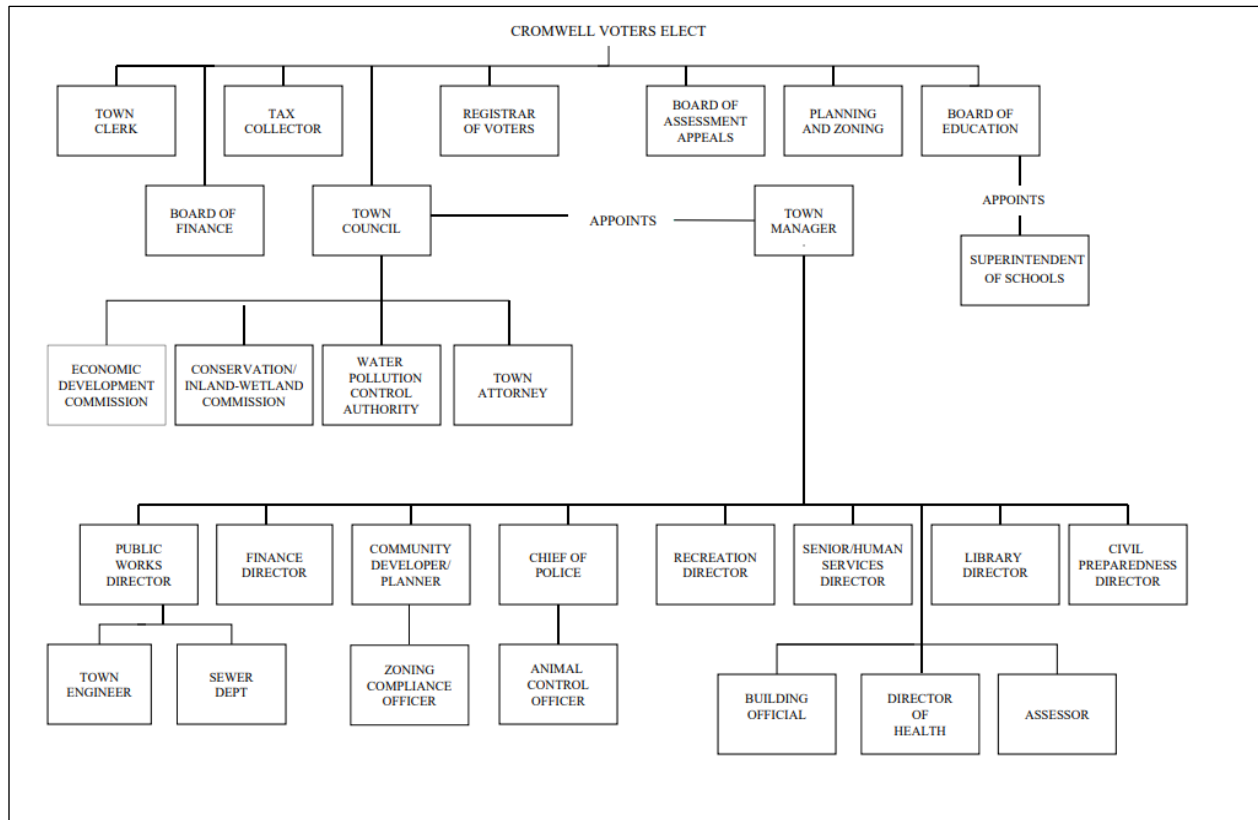 CROMWELL VOTERS ELECT
TOWN
CLERK
TAX
COLLECTOR
REGISTRAR
OF VOTERS
BOARD OF
ASSESSMENT
APPEALS
PLANNING
AND ZONING
BOARD OF
EDUCATION
BOARD OF
FINANCE
TOWN
COUNCIL
APPOINTS
TOWN
MANAGER
.
APPOINTS
SUPERINTENDENT
OF SCHOOLS
ECONOMIC
DEVELOPMENT
COMMISSION
CONSERVATION/
INLAND-WETLAND
COMMISSION
WATER
POLLUTION
CONTROL
AUTHORITY
TOWN
ATTORNEY
PUBLIC
WORKS
DIRECTOR
FINANCE
DIRECTOR
COMMUNITY
DEVELOPER/
PLANNER
CHIEF OF
POLICE
RECREATION
DIRECTOR
SENIOR/HUMAN
SERVICES
DIRECTOR
LIBRARY
DIRECTOR
CIVIL
PREPAREDNESS
DIRECTOR
TOWN
ENGINEER
SEWER
DEPT
ZONING
COMPLIANCE
OFFICER
ANIMAL
CONTROL
OFFICER
BUILDING
OFFICIAL
DIRECTOR
OF
HEALTH
ASSESSOR